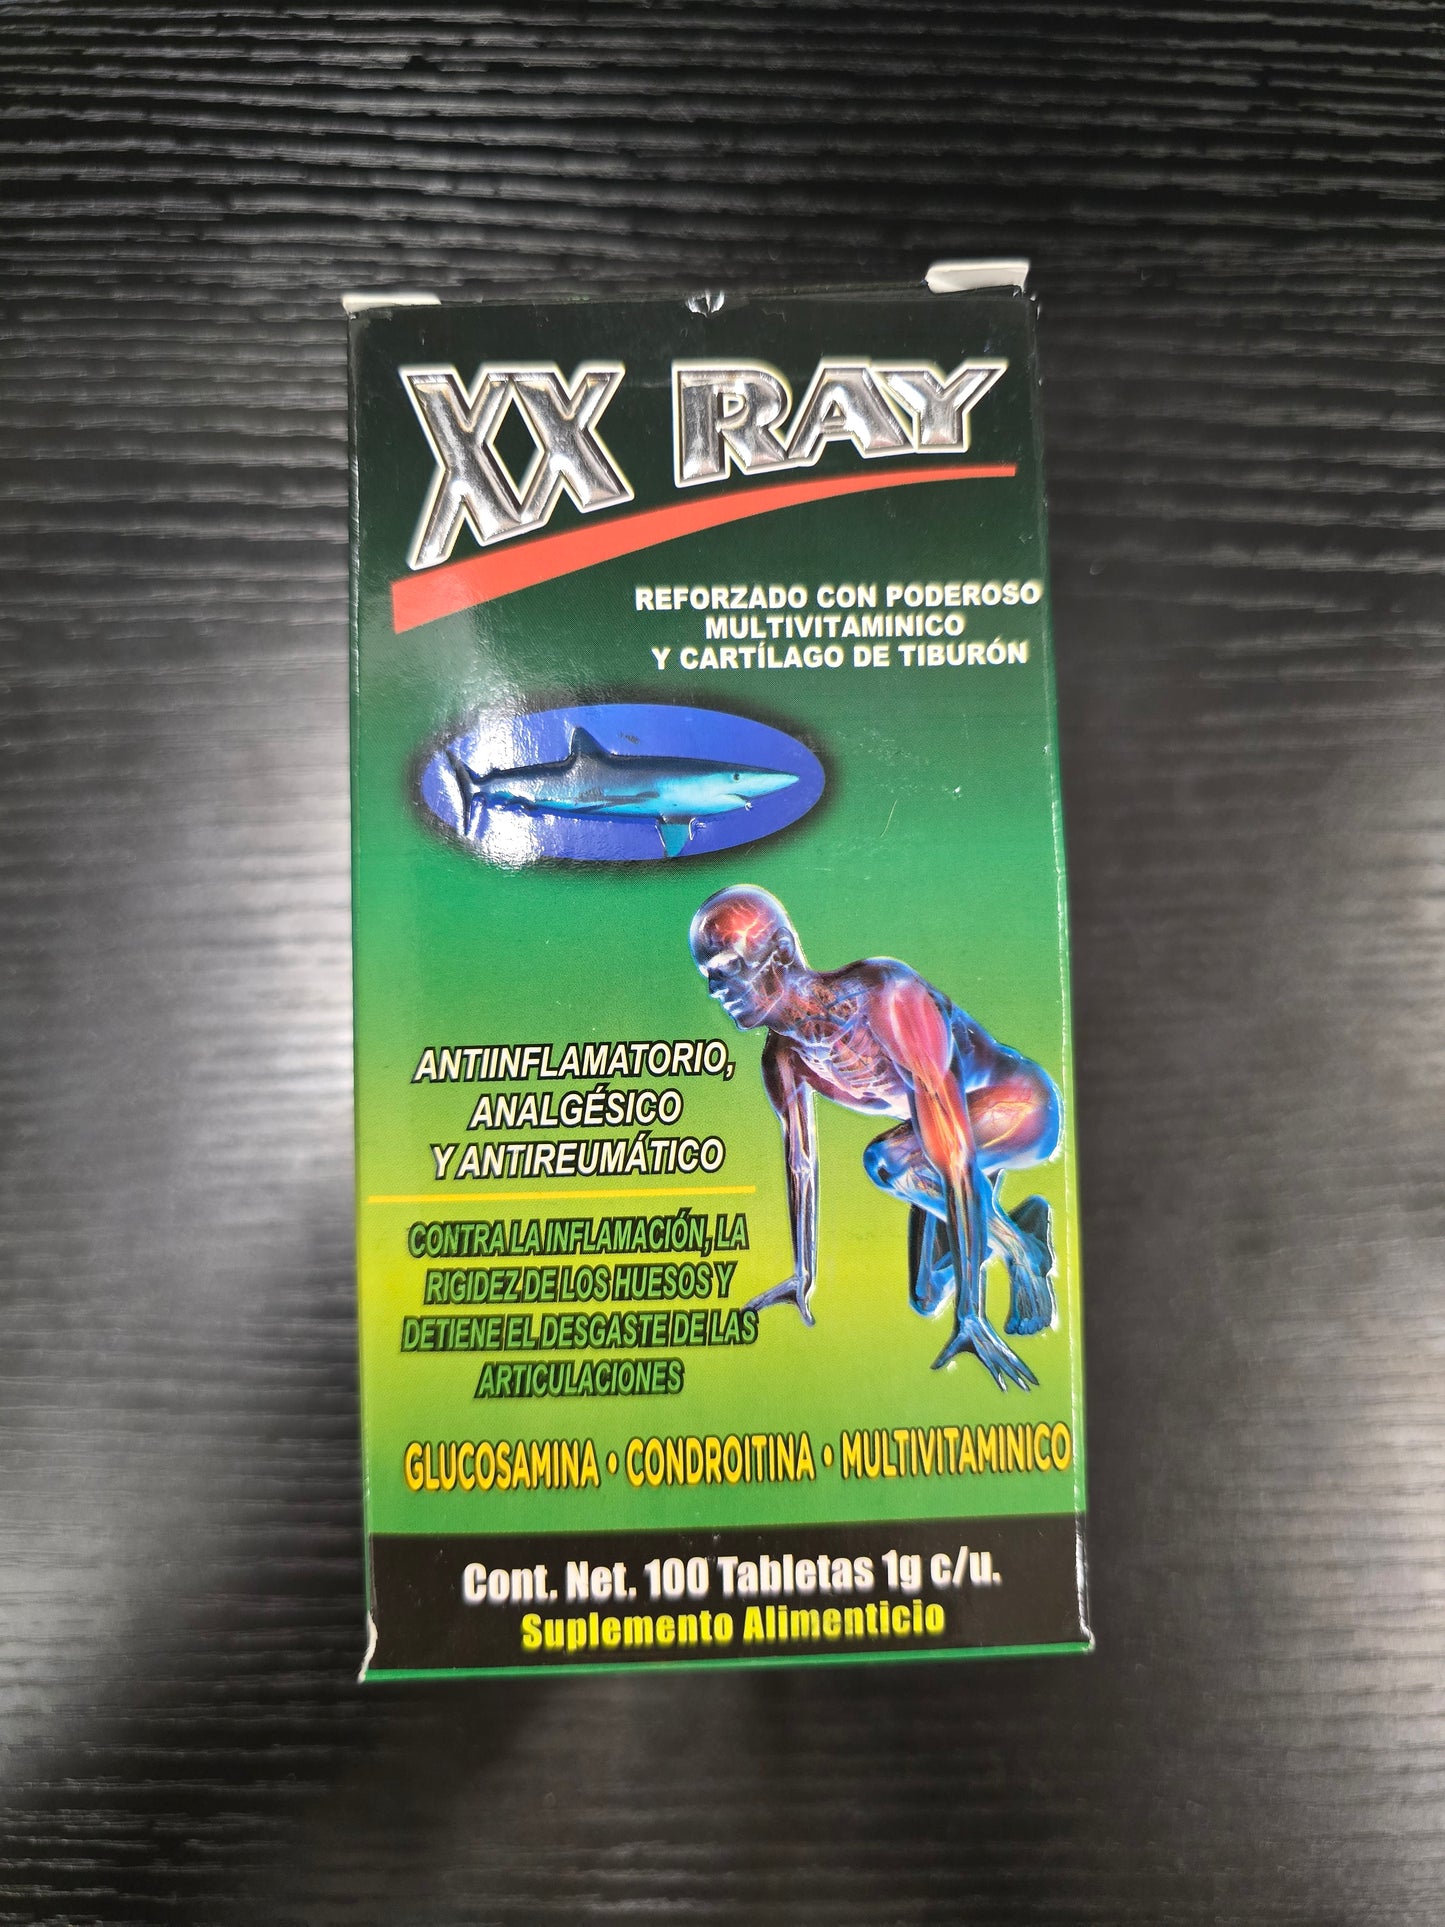 XX RAY
REFORZADO CON PODEROSO
MULTIVITAMINICO
Y CARTÍLAGO DE TIBURÓN
ANTIINFLAMATORIO,
ANALGÉSICO
Y ANTIREUMÁTICO
CONTRA LA INFLAMACIÓN, LA
RIGIDEZ DE LOS HUESOS Y
DETIENE EL DESGASTE DE LAS
ARTICULACIONES
GLUCOSAMINA • CONDROITINA • MULTIVITAMINICO
Cont. Net. 100 Tabletas 1g c/u.
Suplemento Alimenticio